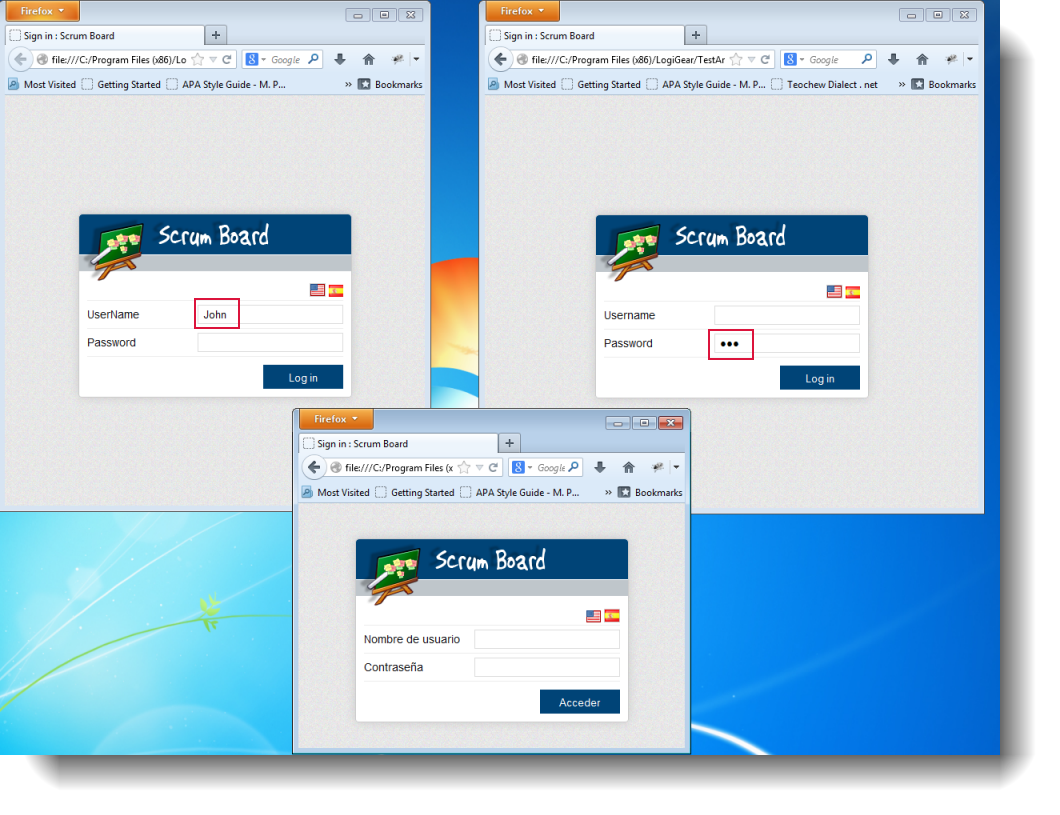 Firefox
Sign in : Scrum Board
file:///C:/Program Files (x86)/Lo
Google
Most Visited Getting Started APA Style Guide - M. P... » Bookmarks
Scrum Board
UserName John
Password
Log in
Firefox
Sign in : Scrum Board
file:///C:/Program Files (x86)/LogiGear/TestAr
Google
Most Visited Getting Started APA Style Guide - M. P... Teochew Dialect . net » Bookmarks
Scrum Board
Username
Password •••
Log in
Firefox
Sign in : Scrum Board
file:///C:/Program Files (x
Google
Most Visited Getting Started APA Style Guide - M. P... » Bookmarks
Scrum Board
Nombre de usuario
Contraseña
Acceder